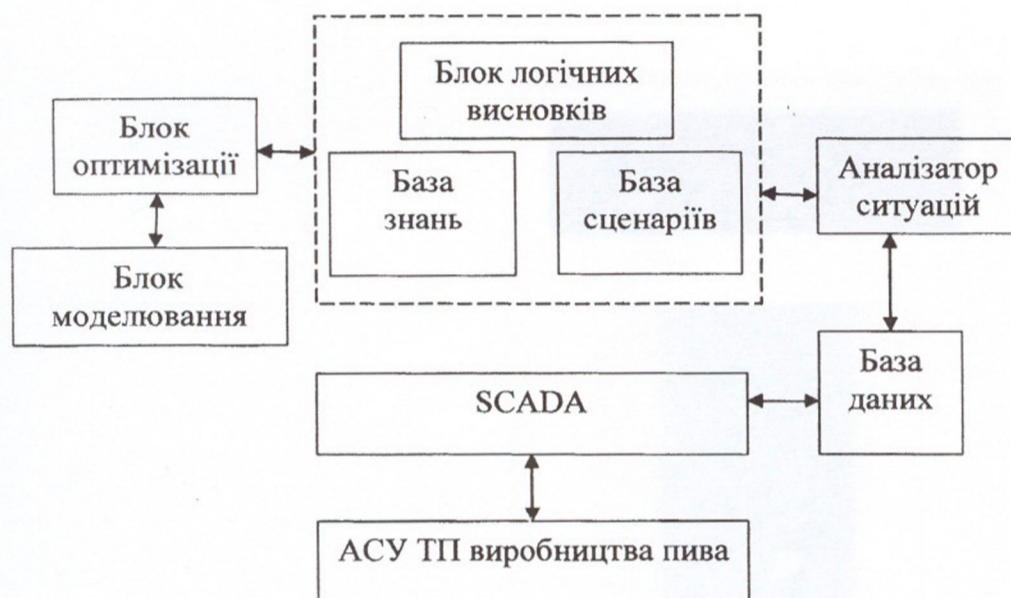 Блок логічних
висновків
Блок
оптимізації
База
знань
База
сценаріїв
Аналізатор
ситуацій
Блок
моделювання
База
даних
SCADA
АСУ ТП виробництва пива